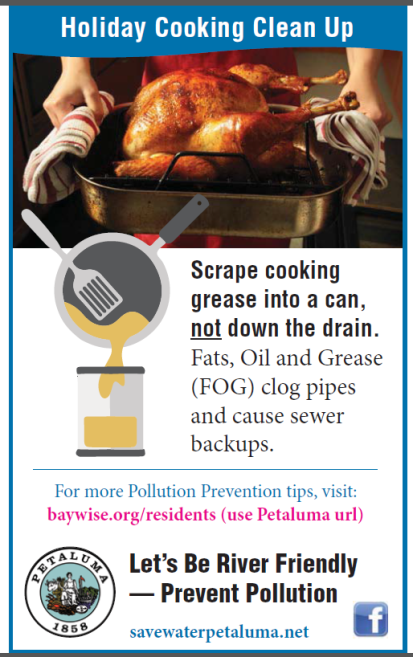 Holiday Cooking Clean Up
Scrape cooking
grease into a can,
not down the drain.
Fats, Oil and Grease
(FOG) clog pipes
and cause sewer
backups.
For more Pollution Prevention tips, visit:
baywise.org/residents (use Petaluma url)
PETALUMA
1858
Let's Be River Friendly
— Prevent Pollution
savewaterpetaluma.net
f